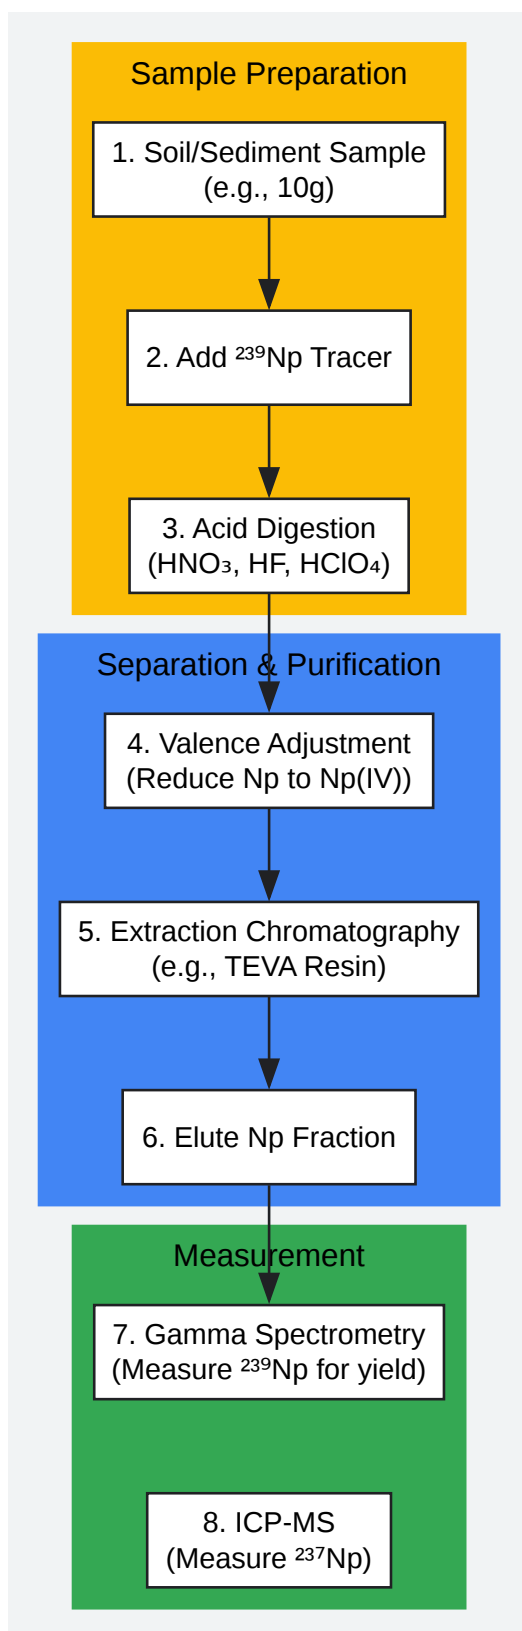 Sample Preparation
1. Soil/Sediment Sample
(e.g., 10g)
2. Add ²³⁹Np Tracer
3. Acid Digestion
(HNO₃, HF, HClO₄)
Separation & Purification
4. Valence Adjustment
(Reduce Np to Np(IV))
5. Extraction Chromatography
(e.g., TEVA Resin)
6. Elute Np Fraction
Measurement
7. Gamma Spectrometry
(Measure ²³⁹Np for yield)
8. ICP-MS
(Measure ²³⁷Np)